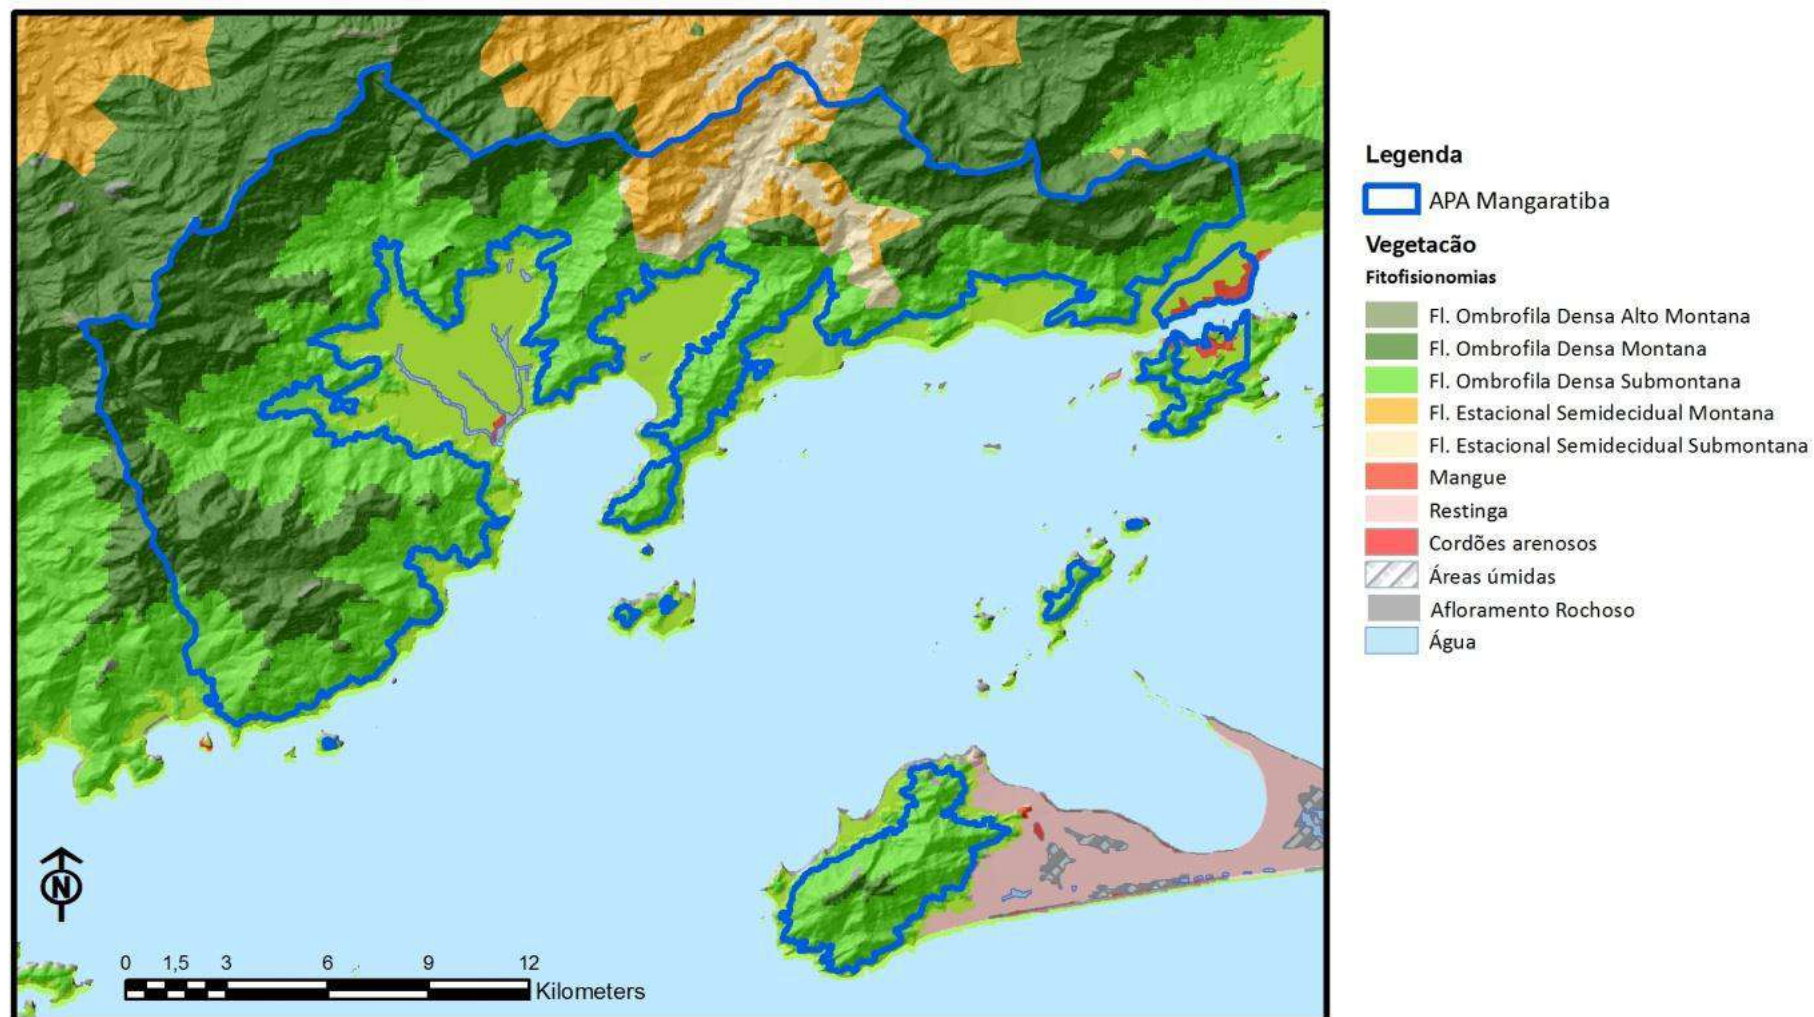 Legenda
APA Mangaratiba
Vegetacão
Fitofisionomias
Fl. Ombrofila Densa Alto Montana
Fl. Ombrofila Densa Montana
Fl. Ombrofila Densa Submontana
Fl. Estacional Semidecidual Montana
Fl. Estacional Semidecidual Submontana
Mangue
Restinga
Cordões arenosos
Áreas úmidas
Afloramento Rochoso
Água
N
0 1,5 3 6 9 12
Kilometers